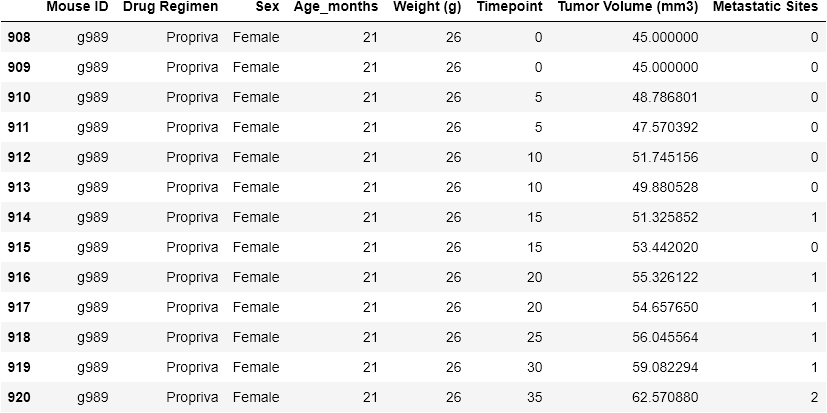 Mouse ID Drug Regimen Sex Age_months Weight (g) Timepoint Tumor Volume (mm3) Metastatic Sites
908 g989 Propriva Female 21 26 0 45.000000 0
909 g989 Propriva Female 21 26 0 45.000000 0
910 g989 Propriva Female 21 26 5 48.786801 0
911 g989 Propriva Female 21 26 5 47.570392 0
912 g989 Propriva Female 21 26 10 51.745156 0
913 g989 Propriva Female 21 26 10 49.880528 0
914 g989 Propriva Female 21 26 15 51.325852 1
915 g989 Propriva Female 21 26 15 53.442020 0
916 g989 Propriva Female 21 26 20 55.326122 1
917 g989 Propriva Female 21 26 20 54.657650 1
918 g989 Propriva Female 21 26 25 56.045564 1
919 g989 Propriva Female 21 26 30 59.082294 1
920 g989 Propriva Female 21 26 35 62.570880 2